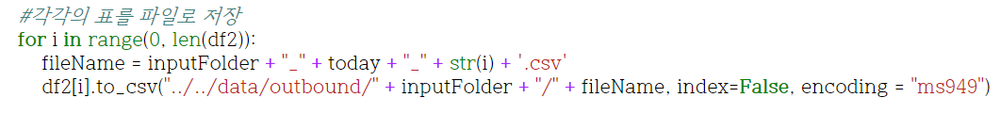 #각각의 표를 파일로 저장
for i in range(0, len(df2)):
    fileName = inputFolder + "_" + today + "_" + str(i) + '.csv'
    df2[i].to_csv("../../data/outbound/" + inputFolder + "/" + fileName, index=False, encoding = "ms949")